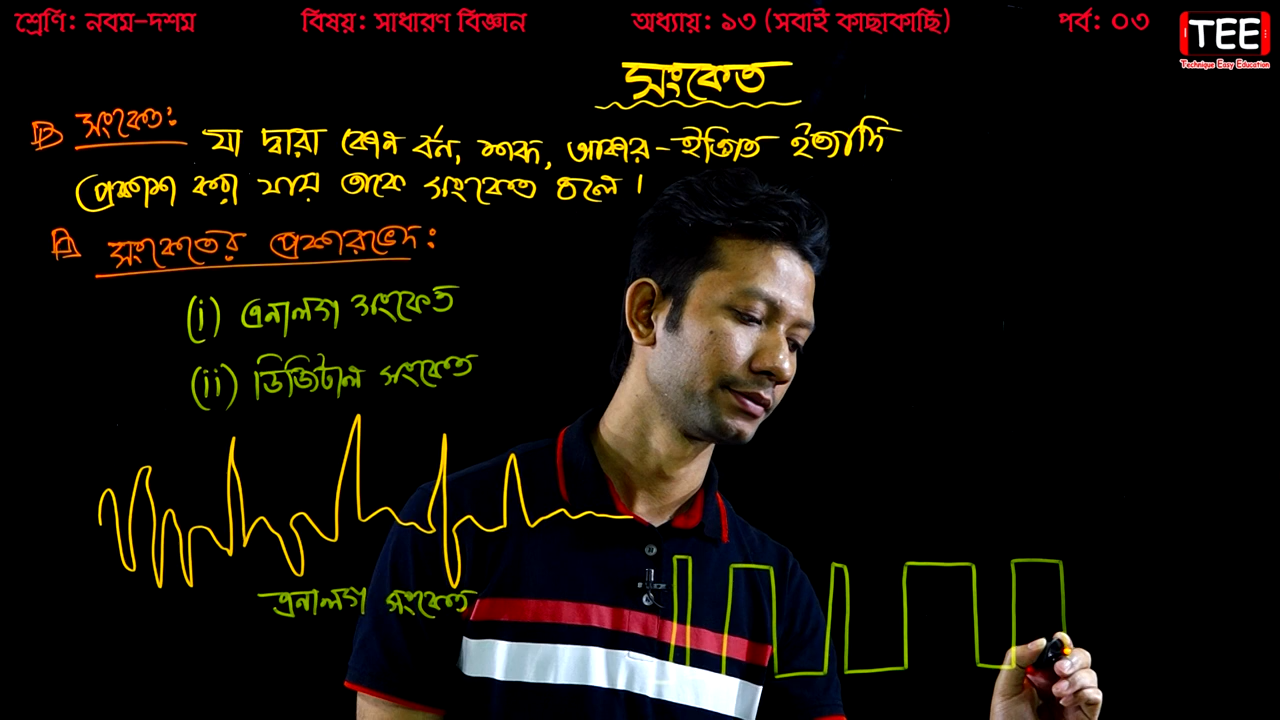 শ্রেণি: নবম-দশম বিষয়: সাধারণ বিজ্ঞান অধ্যায়: ১৩ (সবাই কাছাকাছি) পর্ব: ০৩
TEE
Technique Easy Education
সংকেত
সংকেত: যা দ্বারা কোন বর্ন, শব্দ, আকার-ইঙ্গিত ইত্যাদি
প্রকাশ করা যায় তাকে সংকেত বলে।
সংকেতের প্রকারভেদ:
(i) এনালগ সংকেত
(ii) ডিজিটাল সংকেত
এনালগ সংকেত